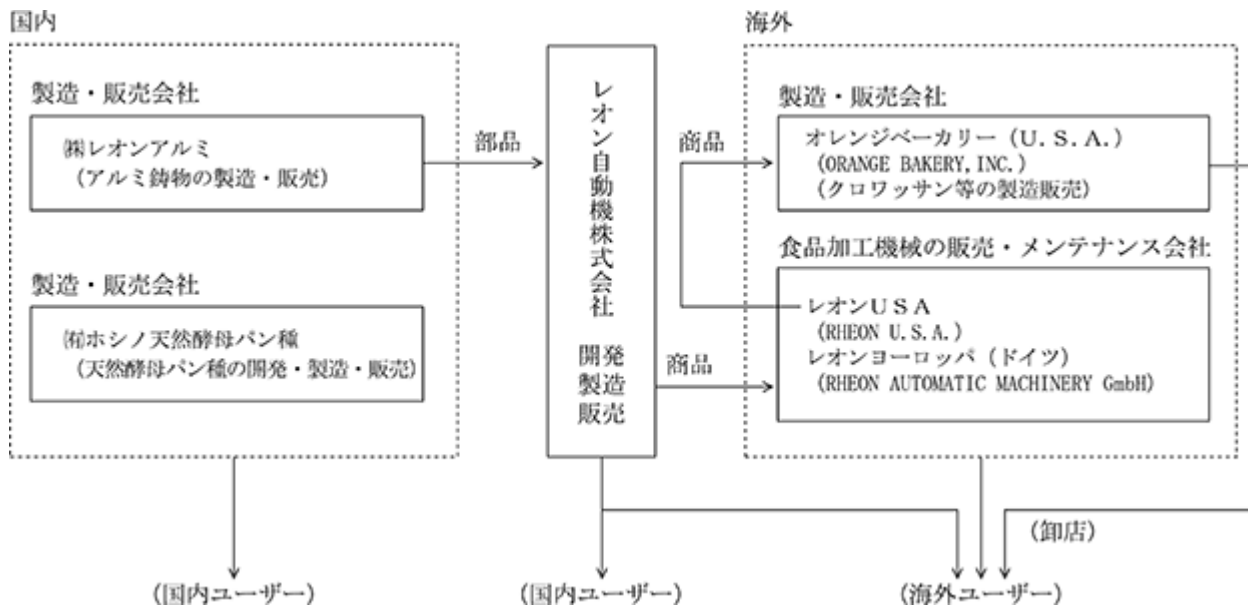 国内
製造・販売会社
㈱レオンアルミ
(アルミ鋳物の製造・販売)
製造・販売会社
㈲ホシノ天然酵母パン種
(天然酵母パン種の開発・製造・販売)
部品
レオン自動機株式会社
開発
製造
販売
商品
商品
海外
製造・販売会社
オレンジベーカリー(U.S.A.)
(ORANGE BAKERY,INC.)
(クロワッサン等の製造販売)
食品加工機械の販売・メンテナンス会社
レオンUSA
(RHEON U.S.A.)
レオンヨーロッパ(ドイツ)
(RHEON AUTOMATIC MACHINERY GmbH)
(卸店)
(国内ユーザー)
(国内ユーザー)
(海外ユーザー)